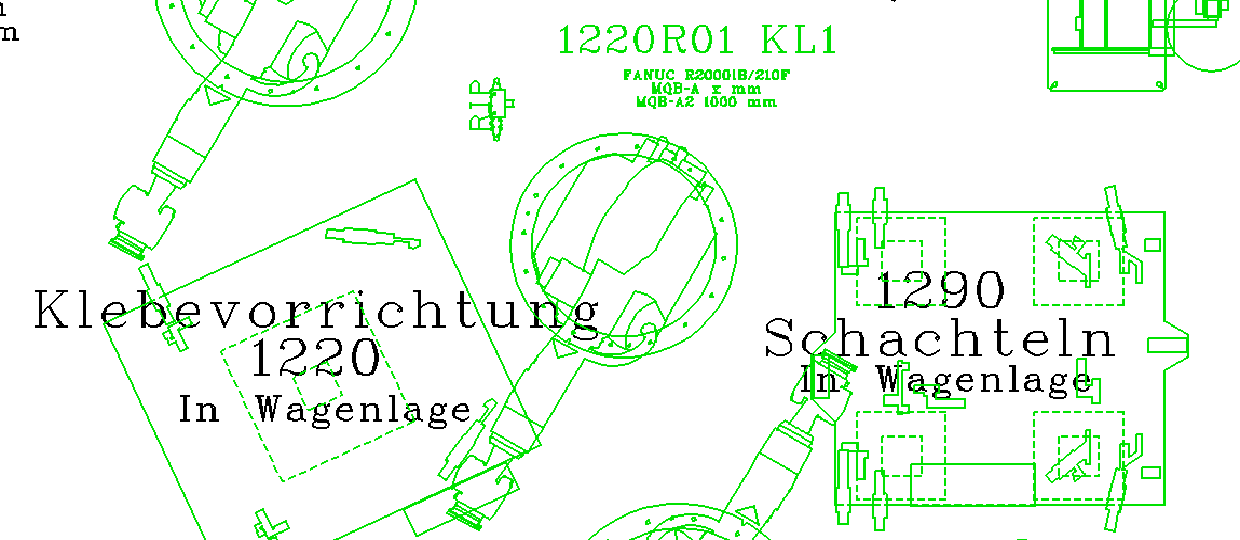 m
1220R01 KL1
FANUC R2000IB/210F
MQB-A x mm
MQB-A2 1000 mm
Klebevorrichtung
1220
In Wagenlage
1290
Schachteln
In Wagenlage